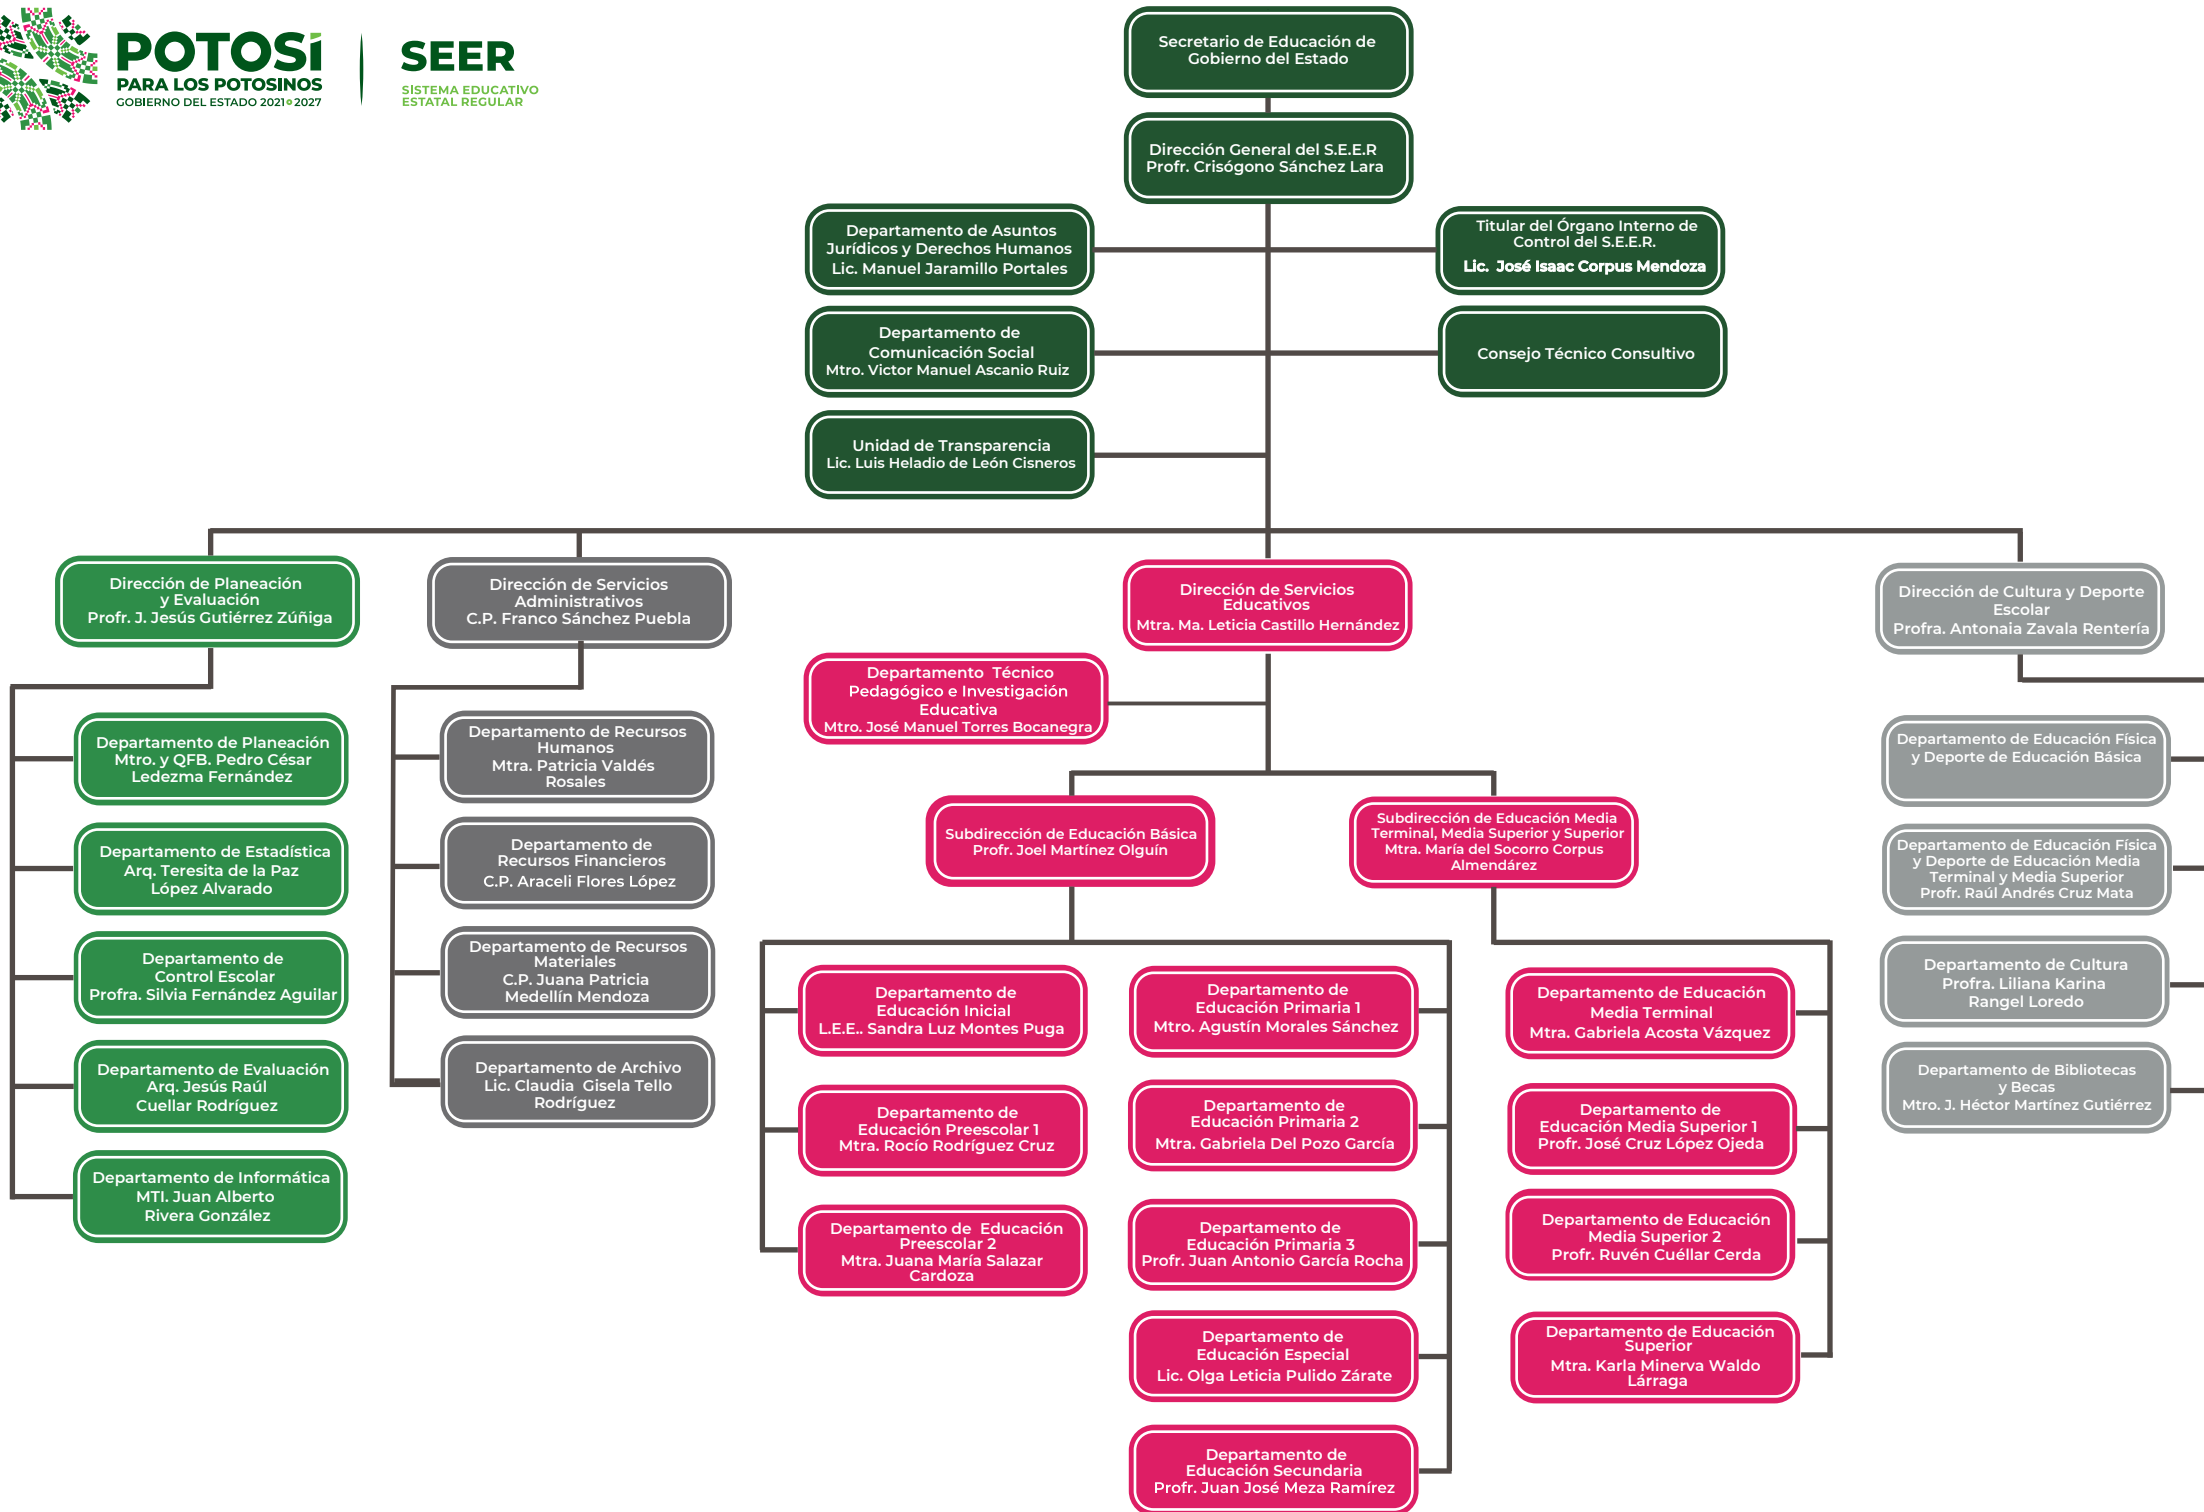 POTOSÍ
PARA LOS POTOSINOS
GOBIERNO DEL ESTADO 2021 2027
SEER
SISTEMA EDUCATIVO
ESTATAL REGULAR
Secretario de Educación de
Gobierno del Estado
Dirección General del S.E.E.R
Profr. Crisógono Sánchez Lara
Departamento de Asuntos
Jurídicos y Derechos Humanos
Lic. Manuel Jaramillo Portales
Titular del Órgano Interno de
Control del S.E.E.R.
Lic. José Isaac Corpus Mendoza
Departamento de
Comunicación Social
Mtro. Victor Manuel Ascanio Ruiz
Consejo Técnico Consultivo
Unidad de Transparencia
Lic. Luis Heladio de León Cisneros
Dirección de Planeación
y Evaluación
Profr. J. Jesús Gutiérrez Zúñiga
Departamento de Planeación
Mtro. y QFB. Pedro César
Ledezma Fernández
Departamento de Estadística
Arq. Teresita de la Paz
López Alvarado
Departamento de
Control Escolar
Profra. Silvia Fernández Aguilar
Departamento de Evaluación
Arq. Jesús Raúl
Cuellar Rodríguez
Departamento de Informática
MTI. Juan Alberto
Rivera González
Dirección de Servicios
Administrativos
C.P. Franco Sánchez Puebla
Departamento de Recursos
Humanos
Mtra. Patricia Valdés
Rosales
Departamento de
Recursos Financieros
C.P. Araceli Flores López
Departamento de Recursos
Materiales
C.P. Juana Patricia
Medellín Mendoza
Departamento de Archivo
Lic. Claudia Gisela Tello
Rodríguez
Dirección de Servicios
Educativos
Mtra. Ma. Leticia Castillo Hernández
Departamento Técnico
Pedagógico e Investigación
Educativa
Mtro. José Manuel Torres Bocanegra
Subdirección de Educación Básica
Profr. Joel Martínez Olguín
Departamento de
Educación Inicial
L.E.E.. Sandra Luz Montes Puga
Departamento de
Educación Preescolar 1
Mtra. Rocío Rodríguez Cruz
Departamento de Educación
Preescolar 2
Mtra. Juana María Salazar
Cardoza
Departamento de
Educación Primaria 1
Mtro. Agustín Morales Sánchez
Departamento de
Educación Primaria 2
Mtra. Gabriela Del Pozo García
Departamento de
Educación Primaria 3
Profr. Juan Antonio García Rocha
Departamento de
Educación Especial
Lic. Olga Leticia Pulido Zárate
Departamento de
Educación Secundaria
Profr. Juan José Meza Ramírez
Subdirección de Educación Media
Terminal, Media Superior y Superior
Mtra. María del Socorro Corpus
Almendárez
Departamento de Educación
Media Terminal
Mtra. Gabriela Acosta Vázquez
Departamento de
Educación Media Superior 1
Profr. José Cruz López Ojeda
Departamento de Educación
Media Superior 2
Profr. Ruvén Cuéllar Cerda
Departamento de Educación
Superior
Mtra. Karla Minerva Waldo
Lárraga
Dirección de Cultura y Deporte
Escolar
Profra. Antonaia Zavala Rentería
Departamento de Educación Física
y Deporte de Educación Básica
Departamento de Educación Física
y Deporte de Educación Media
Terminal y Media Superior
Profr. Raúl Andrés Cruz Mata
Departamento de Cultura
Profra. Liliana Karina
Rangel Loredo
Departamento de Bibliotecas
y Becas
Mtro. J. Héctor Martínez Gutiérrez